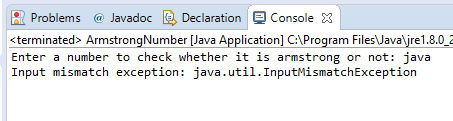 Problems @ Javadoc Declaration Console
<terminated> ArmstrongNumber [Java Application] C:\Program Files\Java\jre1.8.0_2
Enter a number to check whether it is armstrong or not: java
Input mismatch exception: java.util.InputMismatchException